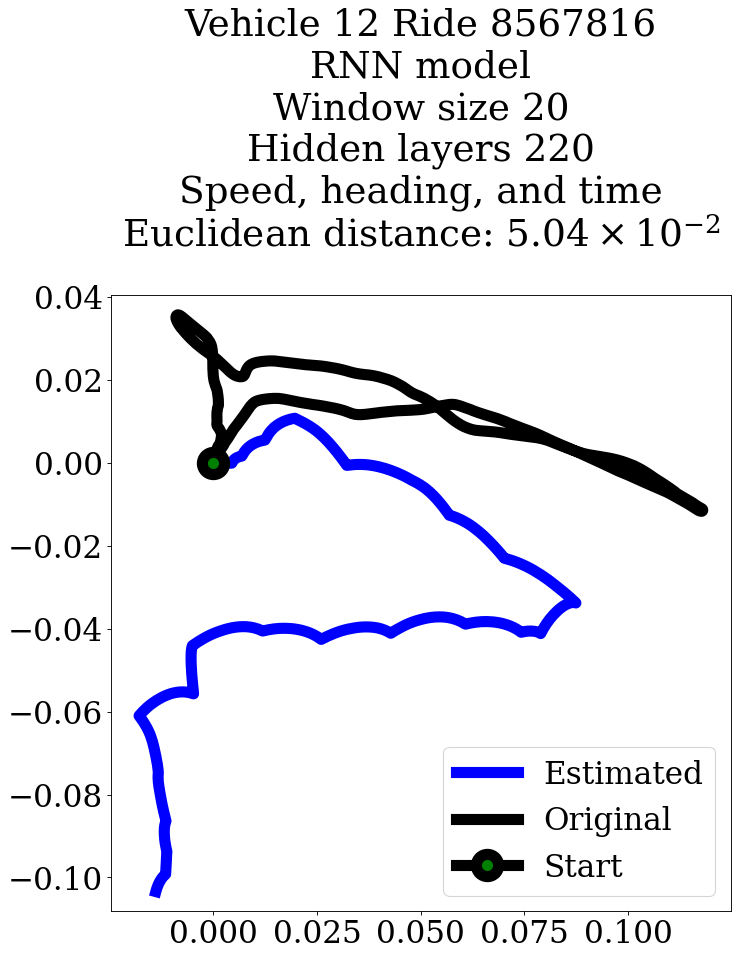 Vehicle 12 Ride 8567816
RNN model
Window size 20
Hidden layers 220
Speed, heading, and time
Euclidean distance: 5.04 × 10⁻²
0.04
0.02
0.00
−0.02
−0.04
−0.06
−0.08
−0.10
Estimated
Original
Start
0.000 0.025 0.050 0.075 0.100